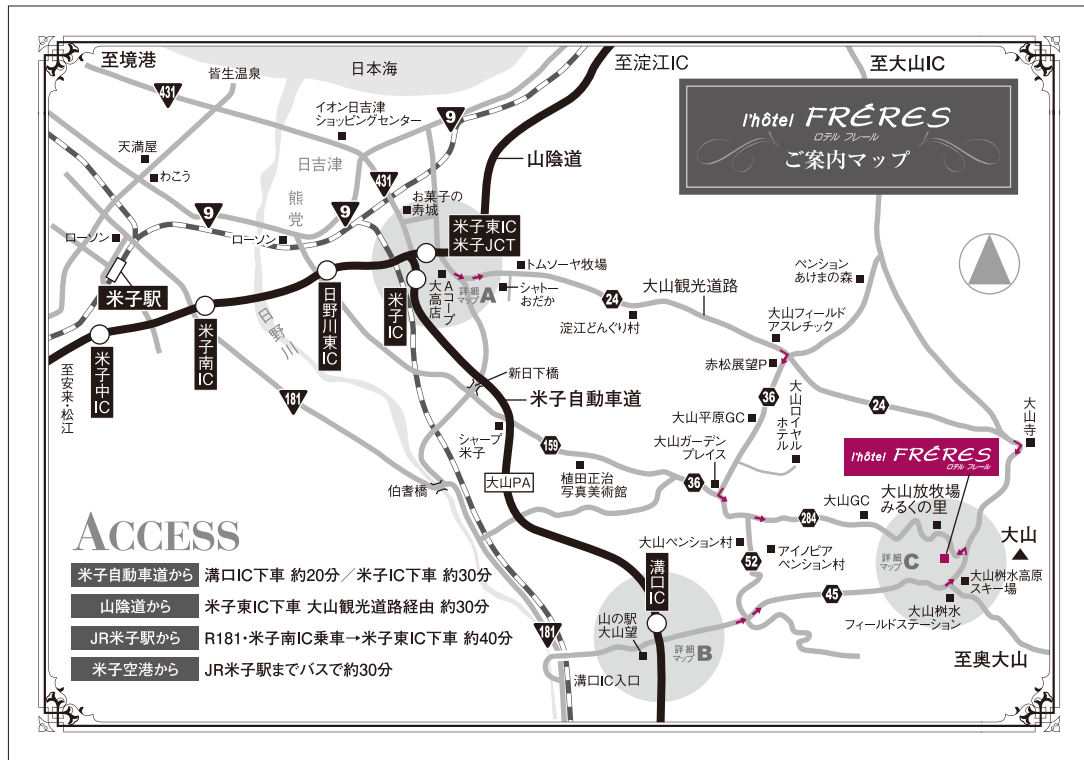 至境港
皆生温泉
日本海
至淀江IC
至大山IC
431
イオン日吉津
ショッピングセンター
9
l'hôtel FRÉRES
ロテル フレール
ご案内マップ
天満屋
わこう
日吉津
山陰道
熊党
431
お菓子の
寿城
9
9
ローソン
ローソン
米子東IC
米子JCT
トムソーヤ牧場
ペンション
あけまの森
米子駅
日野川東IC
米子IC
Aコープ
大高店
詳細
マップA
シャトー
おだか
24
大山観光道路
淀江どんぐり村
大山フィールド
アスレチック
米子南IC
日野川
米子中IC
至安来・松江
赤松展望P
新日下橋
181
米子自動車道
36
大山ロイヤル
ホテル
24
大山寺
大山平原GC
シャープ
米子
159
大山ガーデン
プレイス
l'hôtel FRÉRES
ロテル フレール
植田正治
写真美術館
36
大山PA
伯耆橋
大山GC
大山放牧場
みるくの里
284
大山
ACCESS
大山ペンション村
52
アイノピア
ペンション村
詳細
マップC
米子自動車道から 溝口IC下車 約20分／米子IC下車 約30分
溝口IC
大山桝水高原
スキー場
45
山陰道から 米子東IC下車 大山観光道路経由 約30分
大山桝水
フィールドステーション
山の駅
大山望
JR米子駅から R181・米子南IC乗車→米子東IC下車 約40分
181
詳細
マップB
至奥大山
米子空港から JR米子駅までバスで約30分
溝口IC入口